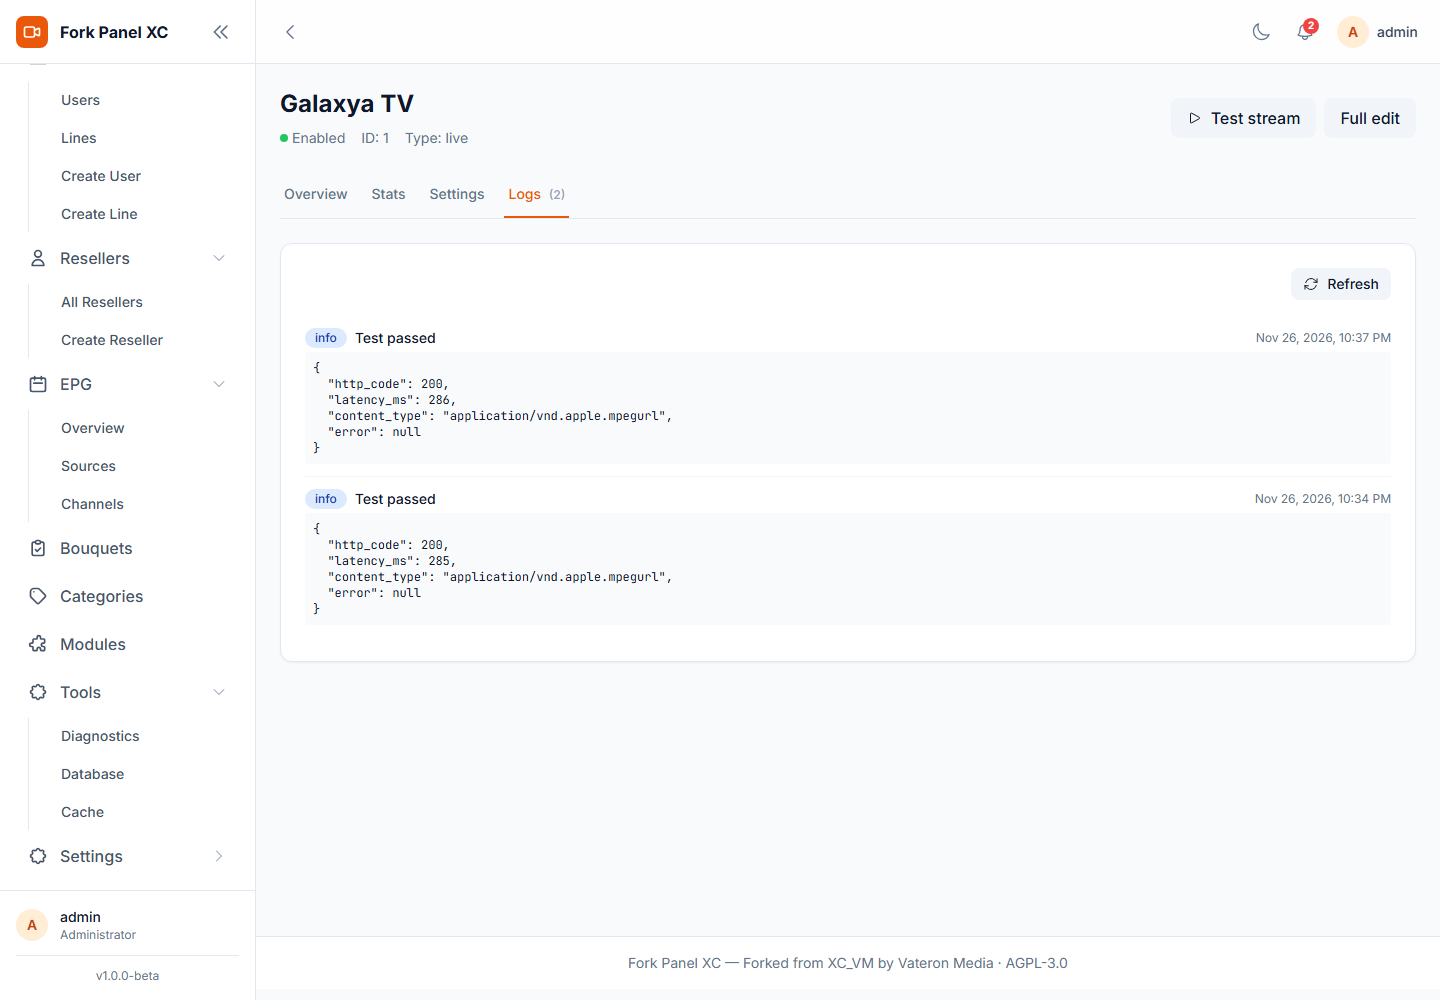 Fork Panel XC
2
A
admin
Users
Lines
Create User
Create Line
Resellers
All Resellers
Create Reseller
EPG
Overview
Sources
Channels
Bouquets
Categories
Modules
Tools
Diagnostics
Database
Cache
Settings
A
admin
Administrator
v1.0.0-beta
Galaxya TV
Enabled ID: 1 Type: live
Test stream
Full edit
Overview Stats Settings Logs (2)
Refresh
info Test passed Nov 26, 2026, 10:37 PM
{
"http_code": 200,
"latency_ms": 286,
"content_type": "application/vnd.apple.mpegurl",
"error": null
}
info Test passed Nov 26, 2026, 10:34 PM
{
"http_code": 200,
"latency_ms": 285,
"content_type": "application/vnd.apple.mpegurl",
"error": null
}
Fork Panel XC — Forked from XC_VM by Vateron Media · AGPL-3.0